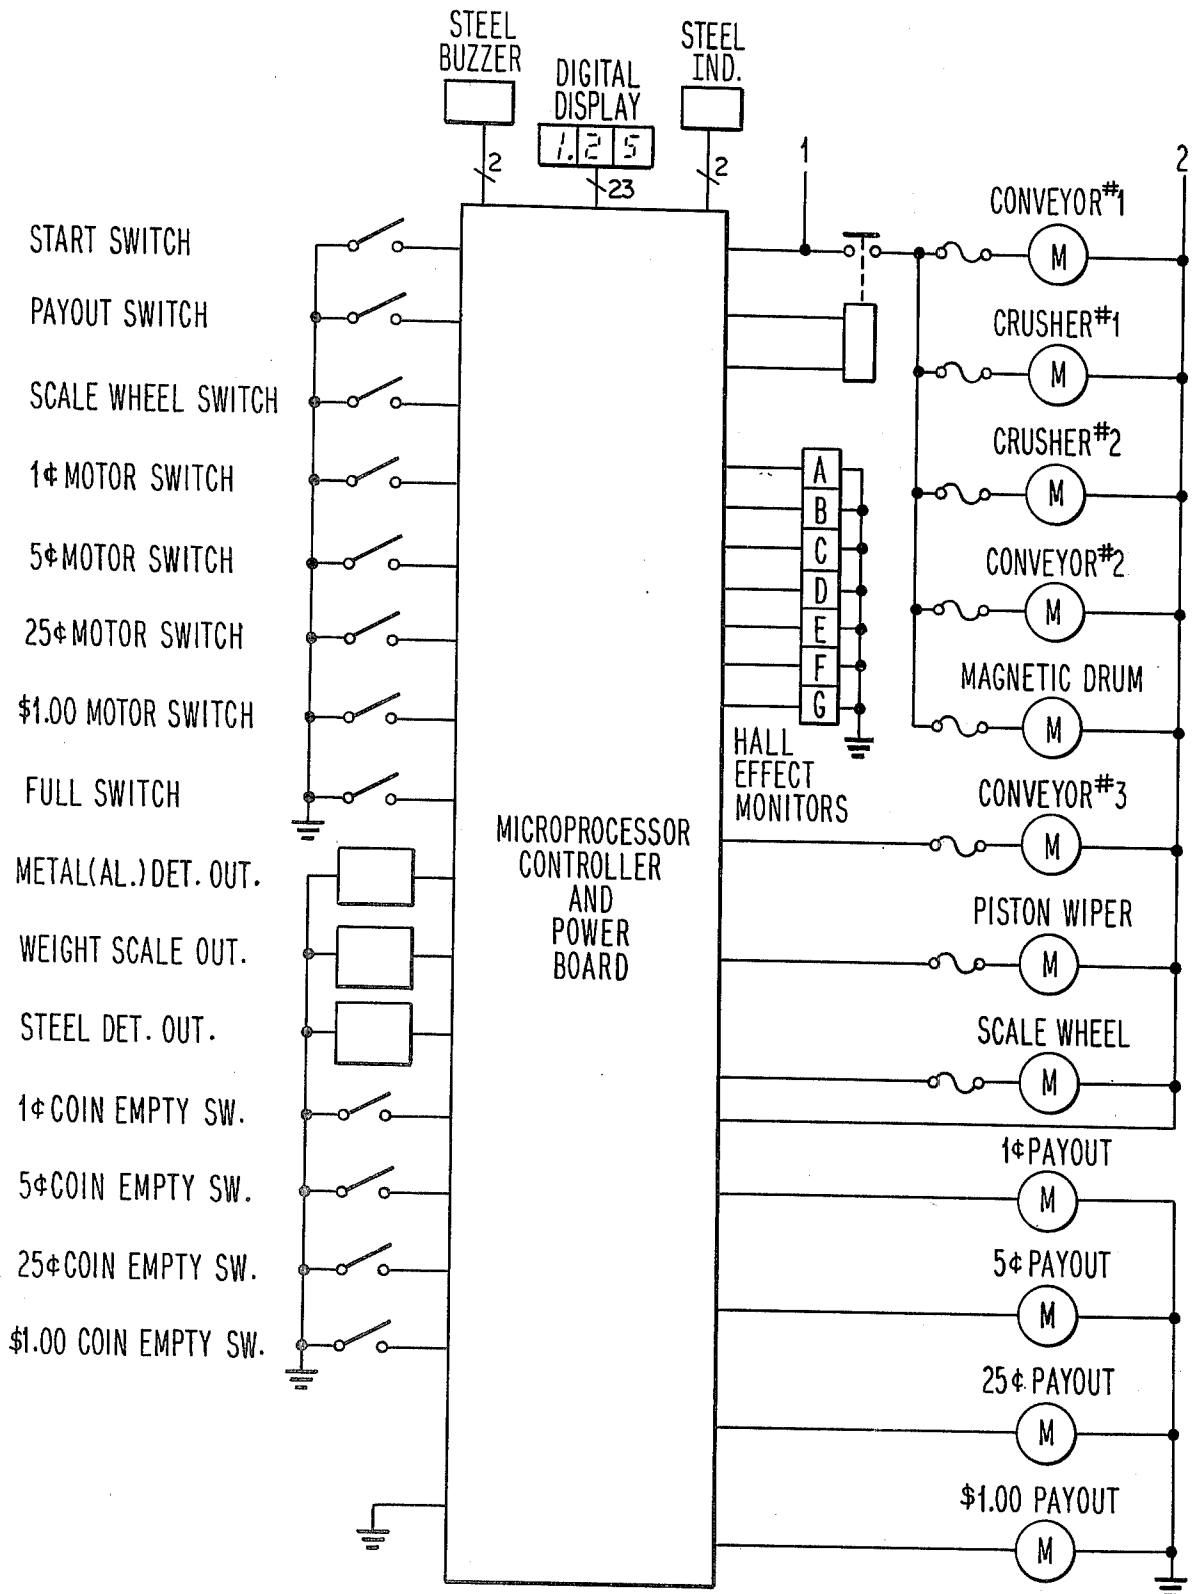 STEEL
BUZZER
DIGITAL
DISPLAY
STEEL
IND.
1.25
2
23
2
1
2
START SWITCH
PAYOUT SWITCH
SCALE WHEEL SWITCH
1¢ MOTOR SWITCH
5¢ MOTOR SWITCH
25¢ MOTOR SWITCH
$1.00 MOTOR SWITCH
FULL SWITCH
METAL(AL.) DET. OUT.
WEIGHT SCALE OUT.
STEEL DET. OUT.
1¢ COIN EMPTY SW.
5¢ COIN EMPTY SW.
25¢ COIN EMPTY SW.
$1.00 COIN EMPTY SW.
MICROPROCESSOR
CONTROLLER
AND
POWER
BOARD
A
B
C
D
E
F
G
HALL
EFFECT
MONITORS
CONVEYOR #1
M
CRUSHER #1
M
CRUSHER #2
M
CONVEYOR #2
M
MAGNETIC DRUM
M
CONVEYOR #3
M
PISTON WIPER
M
SCALE WHEEL
M
1¢ PAYOUT
M
5¢ PAYOUT
M
25¢ PAYOUT
M
$1.00 PAYOUT
M